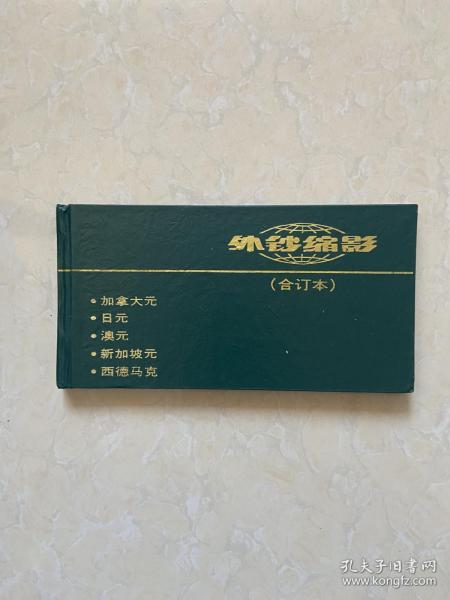 外钞缩影
(合订本)
• 加拿大元
• 日元
• 澳元
• 新加坡元
• 西德马克
孔夫子旧书网
www.kongfz.com